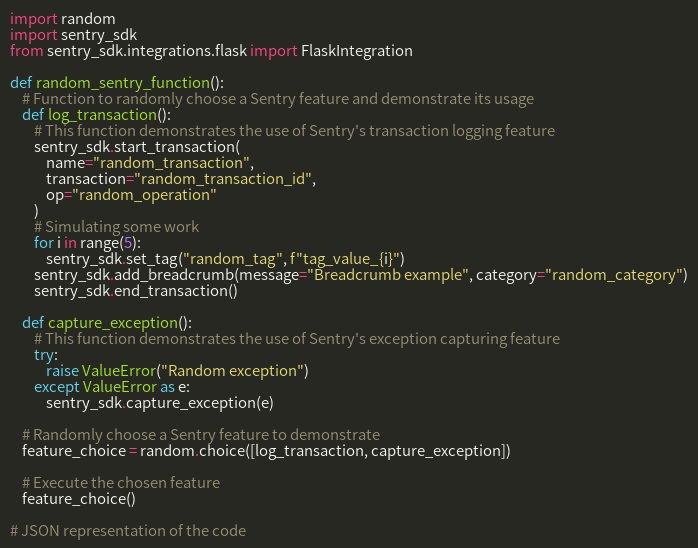 import random
import sentry_sdk
from sentry_sdk.integrations.flask import FlaskIntegration

def random_sentry_function():
    # Function to randomly choose a Sentry feature and demonstrate its usage
    def log_transaction():
        # This function demonstrates the use of Sentry's transaction logging feature
        sentry_sdk.start_transaction(
            name="random_transaction",
            transaction="random_transaction_id",
            op="random_operation"
        )
        # Simulating some work
        for i in range(5):
            sentry_sdk.set_tag("random_tag", f"tag_value_{i}")
        sentry_sdk.add_breadcrumb(message="Breadcrumb example", category="random_category")
        sentry_sdk.end_transaction()

    def capture_exception():
        # This function demonstrates the use of Sentry's exception capturing feature
        try:
            raise ValueError("Random exception")
        except ValueError as e:
            sentry_sdk.capture_exception(e)

    # Randomly choose a Sentry feature to demonstrate
    feature_choice = random.choice([log_transaction, capture_exception])

    # Execute the chosen feature
    feature_choice()

# JSON representation of the code